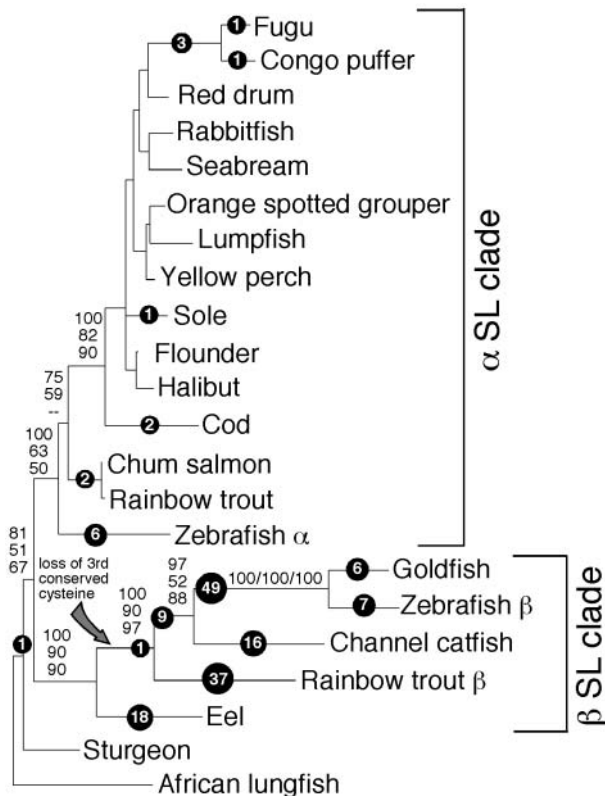 1
Fugu
3
1
Congo puffer
Red drum
Rabbitfish
Seabream
Orange spotted grouper
Lumpfish
Yellow perch
1
Sole
100
82
90
Flounder
Halibut
75
59
--
2
Cod
100
63
50
Chum salmon
2
Rainbow trout
6
Zebrafish α
α SL clade
81
51
67
loss of 3rd
conserved
cysteine
97
52
88
49
100/100/100
6
Goldfish
7
Zebrafish β
100
90
97
9
1
16
Channel catfish
1
100
90
90
37
Rainbow trout β
18
Eel
β SL clade
Sturgeon
African lungfish